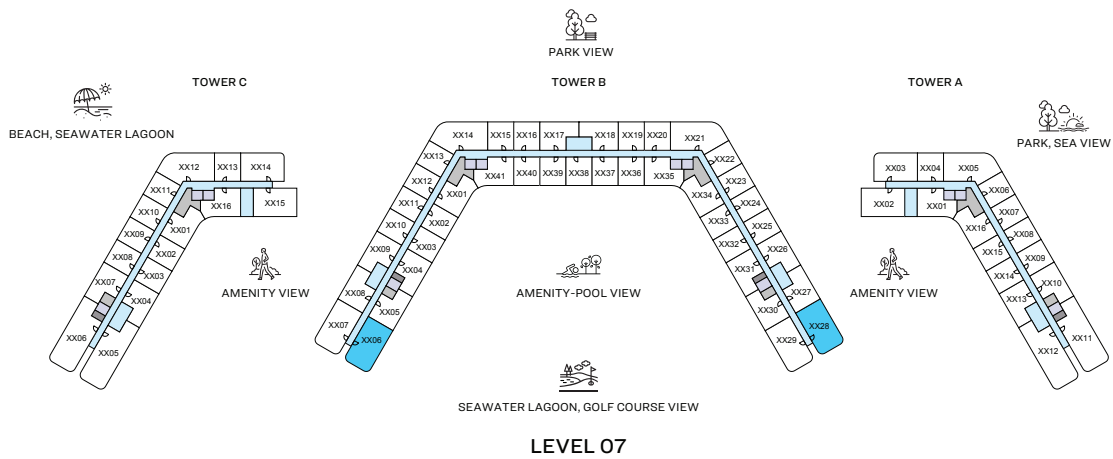 PARK VIEW
TOWER C
TOWER B
TOWER A
BEACH, SEAWATER LAGOON
PARK, SEA VIEW
XX12
XX13
XX14
XX11
XX10
XX09
XX08
XX07
XX06
XX16
XX15
XX01
XX02
XX03
XX04
XX05
XX14
XX15
XX16
XX17
XX18
XX19
XX20
XX21
XX13
XX12
XX11
XX10
XX09
XX08
XX07
XX41
XX40
XX39
XX38
XX37
XX36
XX35
XX01
XX02
XX03
XX04
XX05
XX06
XX22
XX23
XX24
XX25
XX26
XX27
XX28
XX34
XX33
XX32
XX31
XX30
XX29
XX03
XX04
XX05
XX02
XX01
XX06
XX07
XX08
XX09
XX10
XX11
XX16
XX15
XX14
XX13
XX12
AMENITY VIEW
AMENITY-POOL VIEW
AMENITY VIEW
SEAWATER LAGOON, GOLF COURSE VIEW
LEVEL 07